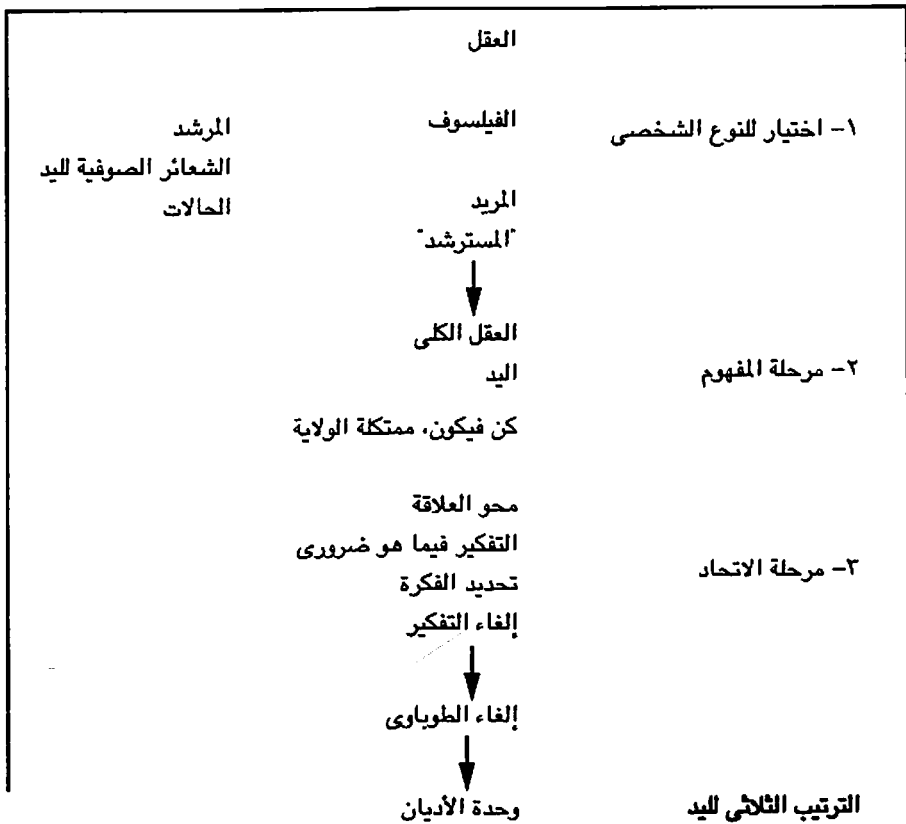 العقل
١- اختيار للنوع الشخصى
الفيلسوف
المرشد
الشعائر الصوفية لليد
المريد
الحالات
"المسترشد"
العقل الكلى
٢- مرحلة المفهوم
اليد
كن فيكون، ممتكلة الولاية
محو العلاقة
التفكير فيما هو ضرورى
٣- مرحلة الاتحاد
تحديد الفكرة
إلغاء التفكير
إلغاء الطوباوى
الترتيب الثلاثى لليد
وحدة الأديان